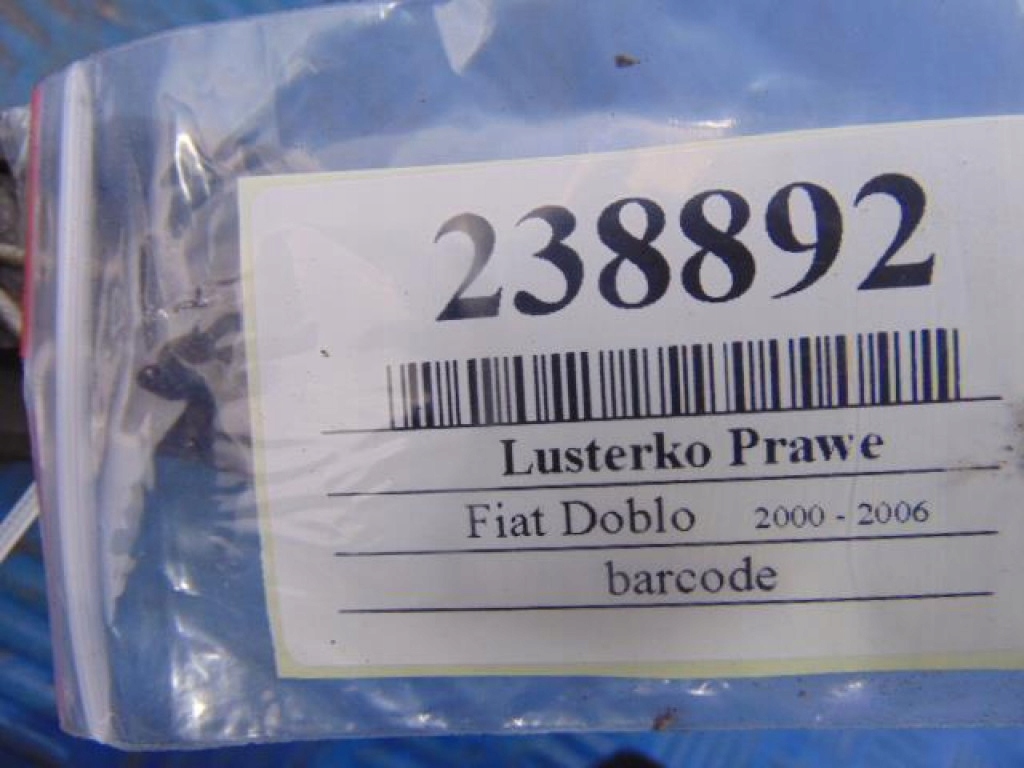 238892
Lusterko Prawe
Fiat Doblo 2000 - 2006
barcode